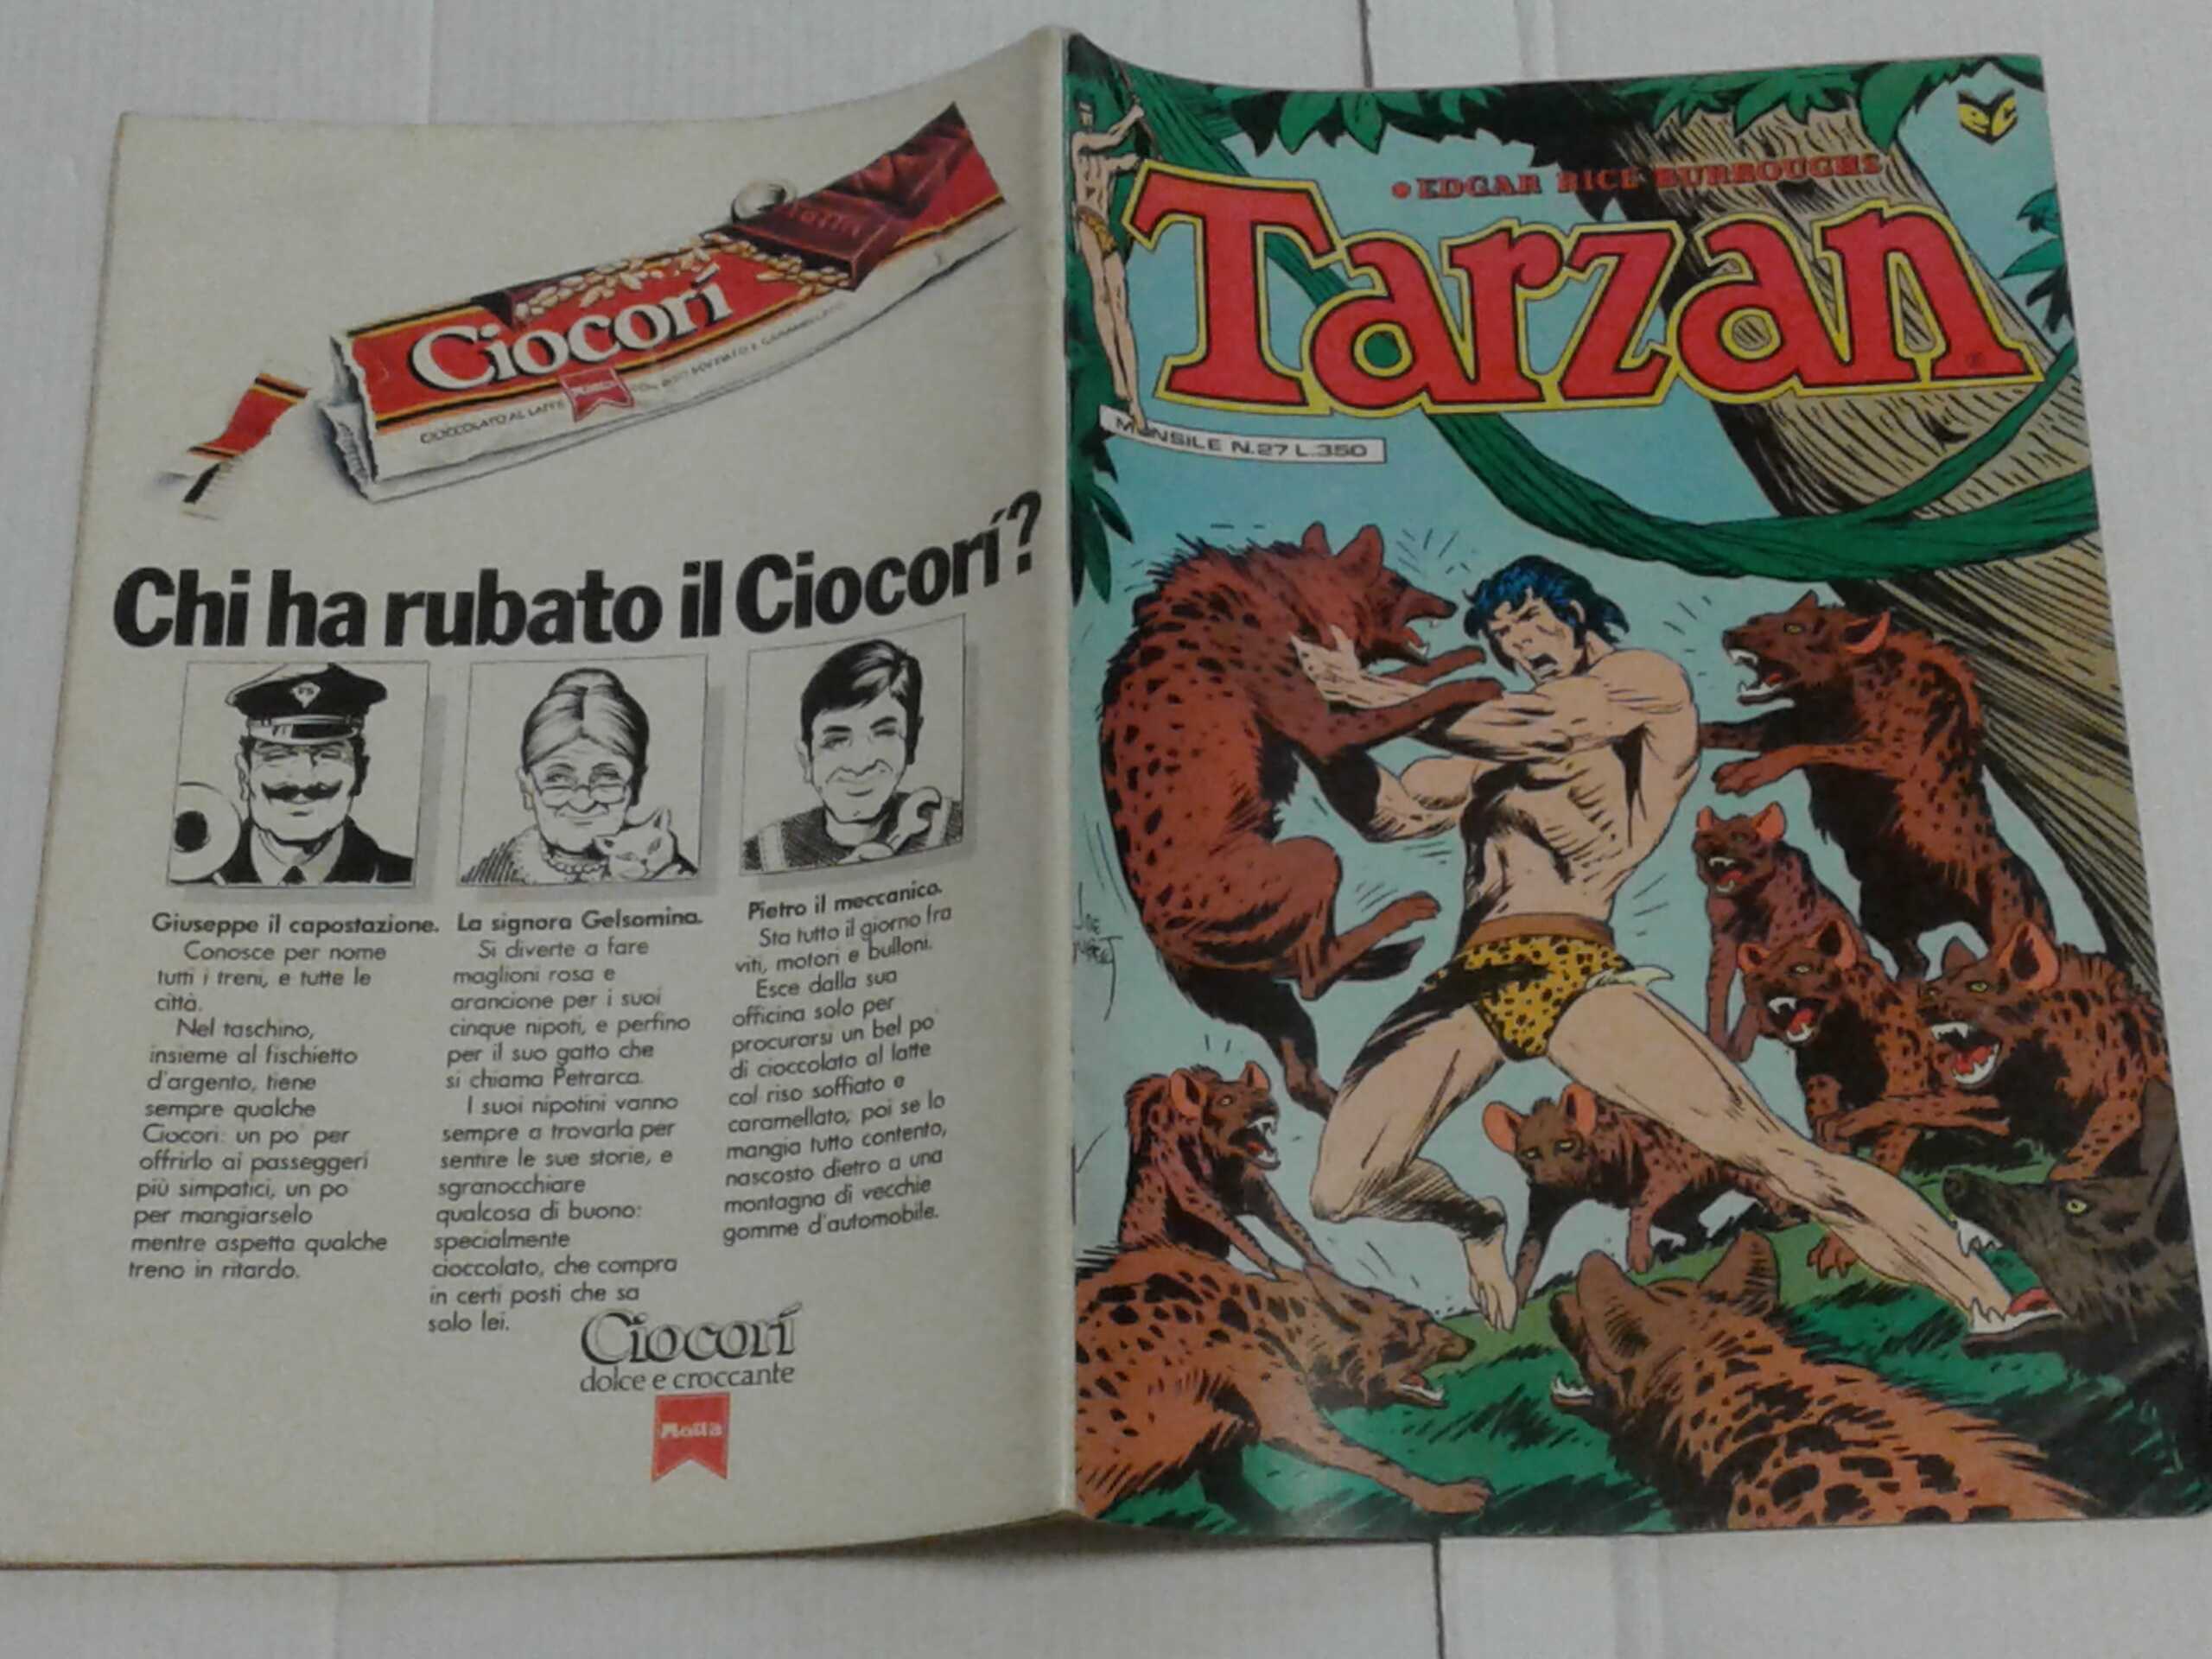 Ciocorí
CIOCCOLATO AL LATTE
Motta
CON RISO SOFFIATO E CARAMELLATO
Chi ha rubato il Ciocorí?
FS
Giuseppe il capostazione.
Conosce per nome
tutti i treni, e tutte le
città.
Nel taschino,
insieme al fischietto
d'argento, tiene
sempre qualche
Ciocorí: un po' per
offrirlo ai passeggeri
più simpatici, un po'
per mangiarselo
mentre aspetta qualche
treno in ritardo.
La signora Gelsomina.
Si diverte a fare
maglioni rosa e
arancione per i suoi
cinque nipoti, e perfino
per il suo gatto che
si chiama Petrarca.
I suoi nipotini vanno
sempre a trovarla per
sentire le sue storie, e
sgranocchiare
qualcosa di buono:
specialmente
cioccolato, che compra
in certi posti che sa
solo lei.
Pietro il meccanico.
Sta tutto il giorno fra
viti, motori e bulloni.
Esce dalla sua
officina solo per
procurarsi un bel po'
di cioccolato al latte
col riso soffiato e
caramellato, poi se lo
mangia tutto contento,
nascosto dietro a una
montagna di vecchie
gomme d'automobile.
Ciocorí
dolce e croccante
Motta
ec
EDGAR RICE BURROUGHS
Tarzan
MENSILE N.27 L.350